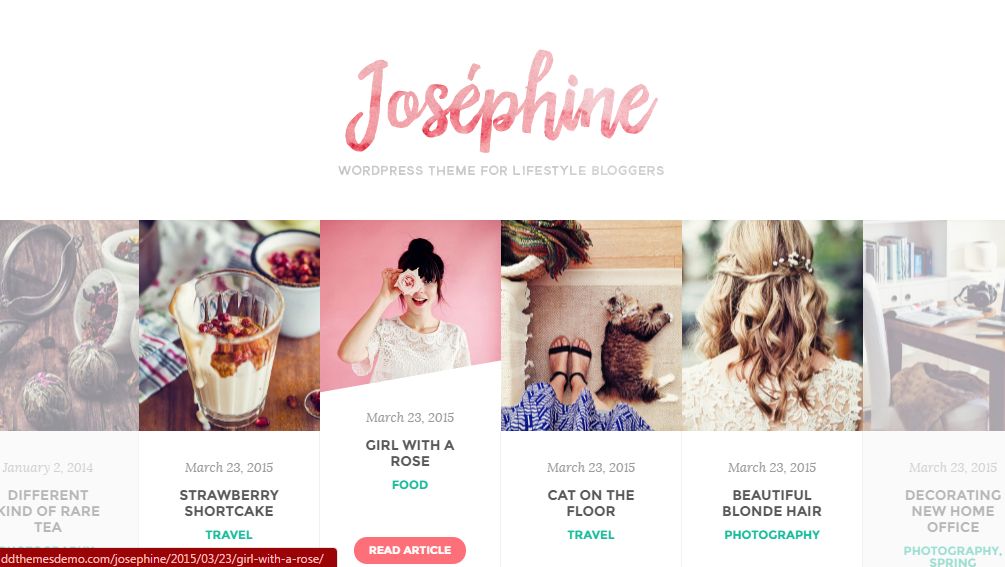 Joséphine
WORDPRESS THEME FOR LIFESTYLE BLOGGERS
January 2, 2014
DIFFERENT
KIND OF RARE
TEA
March 23, 2015
STRAWBERRY
SHORTCAKE
TRAVEL
March 23, 2015
GIRL WITH A
ROSE
FOOD
READ ARTICLE
March 23, 2015
CAT ON THE
FLOOR
TRAVEL
March 23, 2015
BEAUTIFUL
BLONDE HAIR
PHOTOGRAPHY
March 23, 2015
DECORATING
NEW HOME
OFFICE
PHOTOGRAPHY,
SPRING
ddthemesdemo.com/josephine/2015/03/23/girl-with-a-rose/